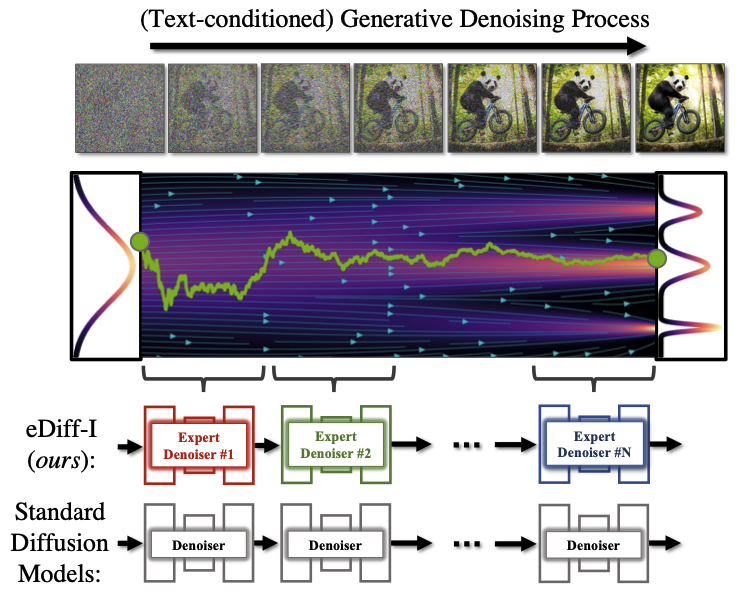 (Text-conditioned) Generative Denoising Process
eDiff-I
(ours):
Expert
Denoiser #1
Expert
Denoiser #2
...
Expert
Denoiser #N
Standard
Diffusion
Models:
Denoiser
Denoiser
...
Denoiser